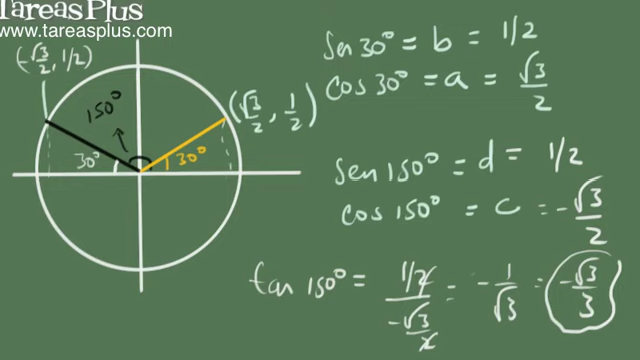 Tareas Plus
www.tareasplus.com
(-√3/2, 1/2)
150°
30°
30°
(√3/2, 1/2)
sen 30° = b = 1/2
cos 30° = a = √3/2
sen 150° = d = 1/2
cos 150° = c = -√3/2
tan 150° = (1/2)/(-√3/2) = -1/√3 = -√3/3